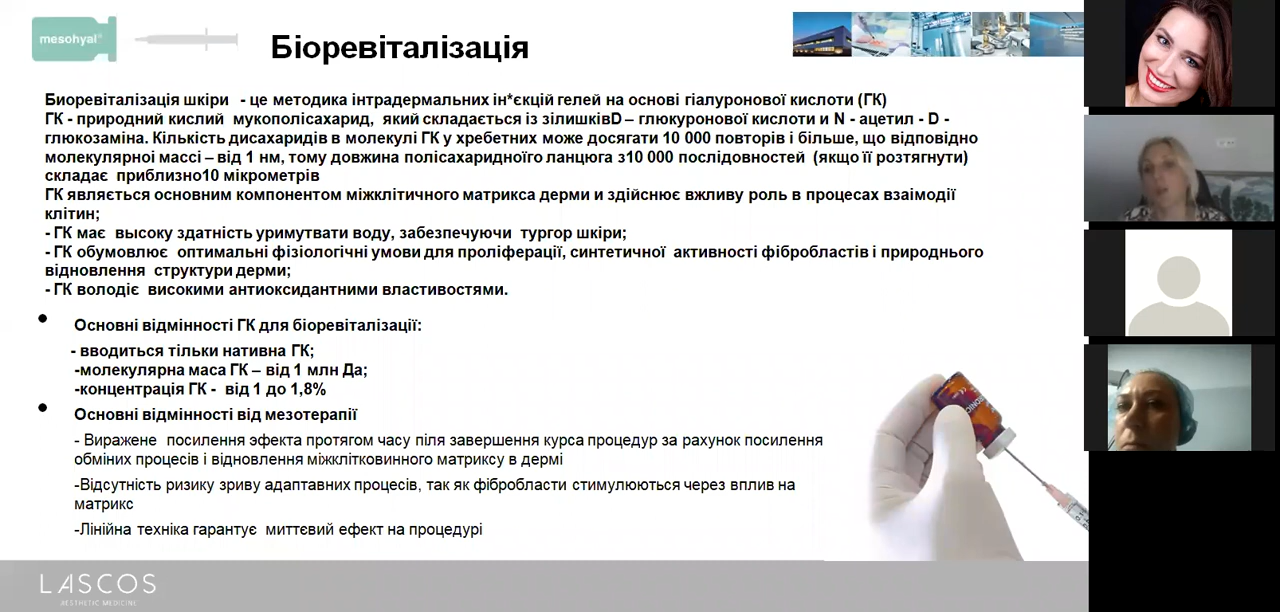 mesohyal
Біоревіталізація
Биоревіталізація шкіри - це методика інтрадермальних ін*єкцій гелей на основі гіалуронової кислоти (ГК)
ГК - природний кислий мукополісахарид, який складається із зілишківD – глюкуронової кислоти и N - ацетил - D -
глюкозаміна. Кількість дисахаридів в молекулі ГК у хребетних може досягати 10 000 повторів і більше, що відповідно
молекулярної массі – від 1 нм, тому довжина полісахаридноїго ланцюга з10 000 послідовностей (якщо її розтягнути)
складає приблизно10 мікрометрів
ГК являється основним компонентом міжклітичного матрикса дерми и здійснює вжливу роль в процесах взаімодії
клітин;
- ГК має высоку здатність уримутвати воду, забезпечуючи тургор шкіри;
- ГК обумовлює оптимальні фізіологічні умови для проліферації, синтетичної активності фібробластів і природнього
відновлення структури дерми;
- ГК володіє високими антиоксидантними властивостями.
• Основні відмінності ГК для біоревіталізації:
- вводиться тільки нативна ГК;
-молекулярна маса ГК – від 1 млн Да;
-концентрація ГК - від 1 до 1,8%
• Основні відмінності від мезотерапії
- Виражене посилення эфекта протягом часу піля завершення курса процедур за рахунок посилення
обміних процесів і відновлення міжклітковинного матриксу в дермі
-Відсутність ризику зриву адаптавних процесів, так як фібробласти стимулюються через вплив на
матрикс
-Лінійна техніка гарантує миттєвий ефект на процедурі
LASCOS
AESTHETIC MEDICINE